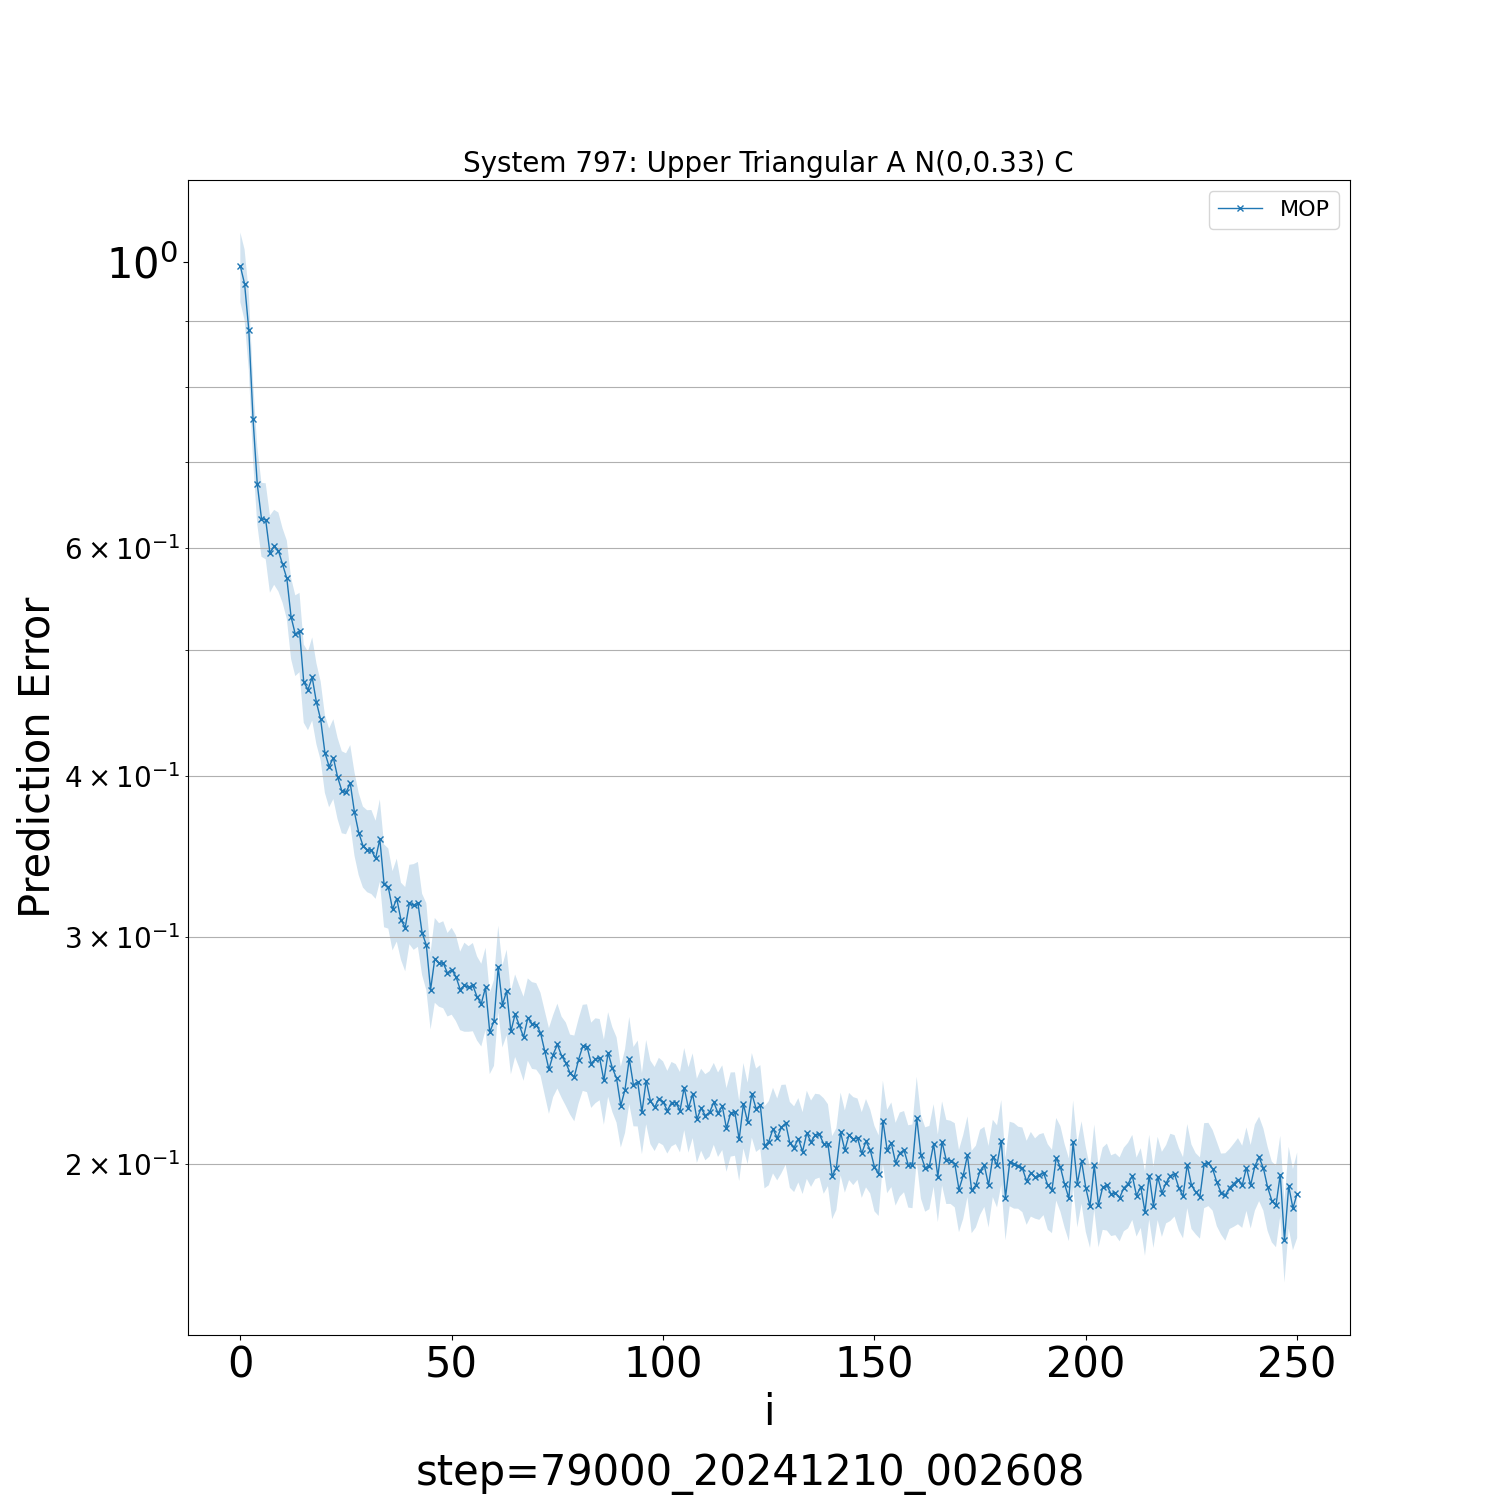 System 797: Upper Triangular A N(0,0.33) C
MOP
10⁰
6 × 10⁻¹
4 × 10⁻¹
3 × 10⁻¹
2 × 10⁻¹
Prediction Error
0 50 100 150 200 250
i
step=79000_20241210_002608